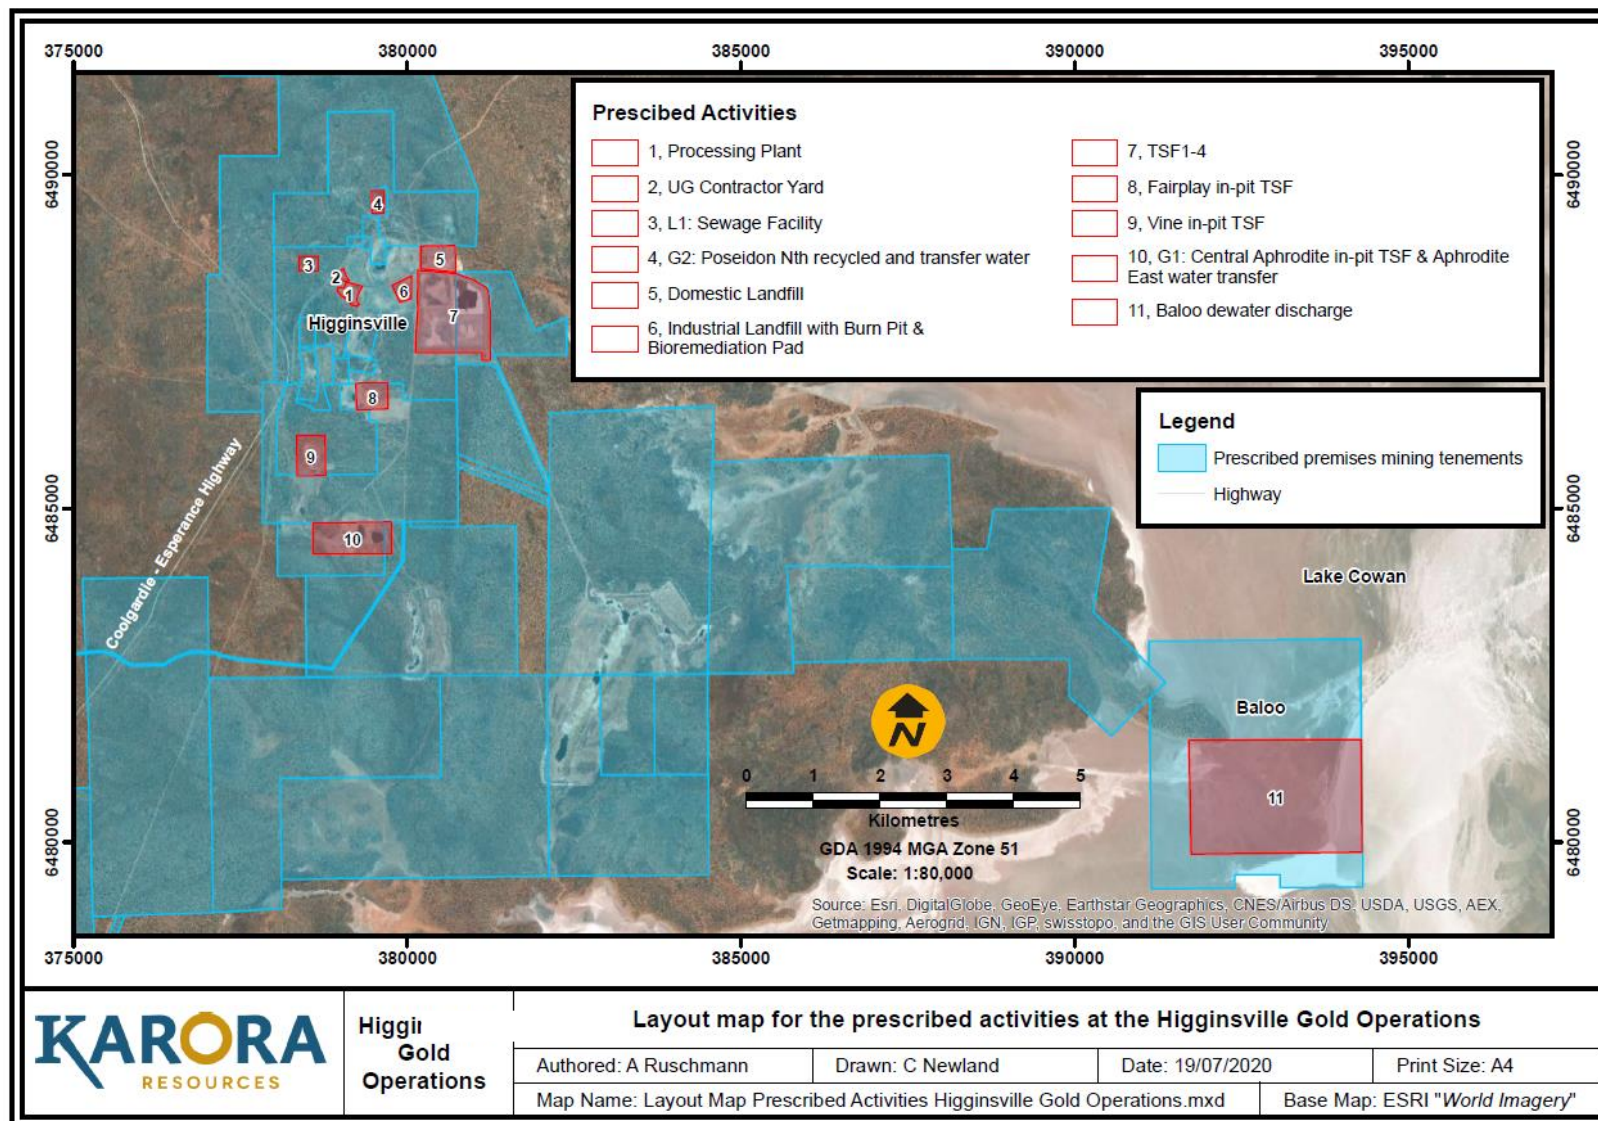 375000 380000 385000 390000 395000
Prescibed Activities
1, Processing Plant
2, UG Contractor Yard
3, L1: Sewage Facility
4, G2: Poseidon Nth recycled and transfer water
5, Domestic Landfill
6, Industrial Landfill with Burn Pit &
Bioremediation Pad
7, TSF1-4
8, Fairplay in-pit TSF
9, Vine in-pit TSF
10, G1: Central Aphrodite in-pit TSF & Aphrodite
East water transfer
11, Baloo dewater discharge
6490000
6485000
6480000
6490000
6485000
6480000
4
5
3
2
1
6
7
Higginsville
8
9
10
Coolgardie - Esperance Highway
Legend
Prescribed premises mining tenements
Highway
Lake Cowan
Baloo
11
N
0 1 2 3 4 5
Kilometres
GDA 1994 MGA Zone 51
Scale: 1:80,000
Source: Esri, DigitalGlobe, GeoEye, Earthstar Geographics, CNES/Airbus DS, USDA, USGS, AEX,
Getmapping, Aerogrid, IGN, IGP, swisstopo, and the GIS User Community
375000 380000 385000 390000 395000
KARORA
RESOURCES
Higgin
Gold
Operations
Layout map for the prescribed activities at the Higginsville Gold Operations
Authored: A Ruschmann
Drawn: C Newland
Date: 19/07/2020
Print Size: A4
Map Name: Layout Map Prescribed Activities Higginsville Gold Operations.mxd
Base Map: ESRI "World Imagery"